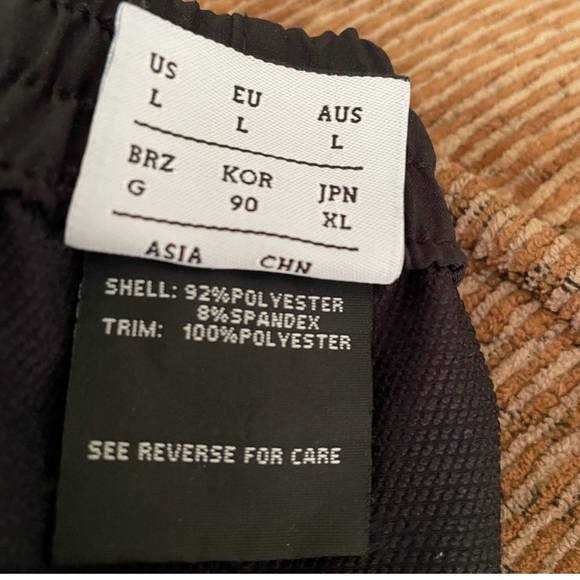 US EU AUS
L L L
BRZ KOR JPN
G 90 XL
ASIA CHN
SHELL: 92%POLYESTER
8%SPANDEX
TRIM: 100%POLYESTER
SEE REVERSE FOR CARE